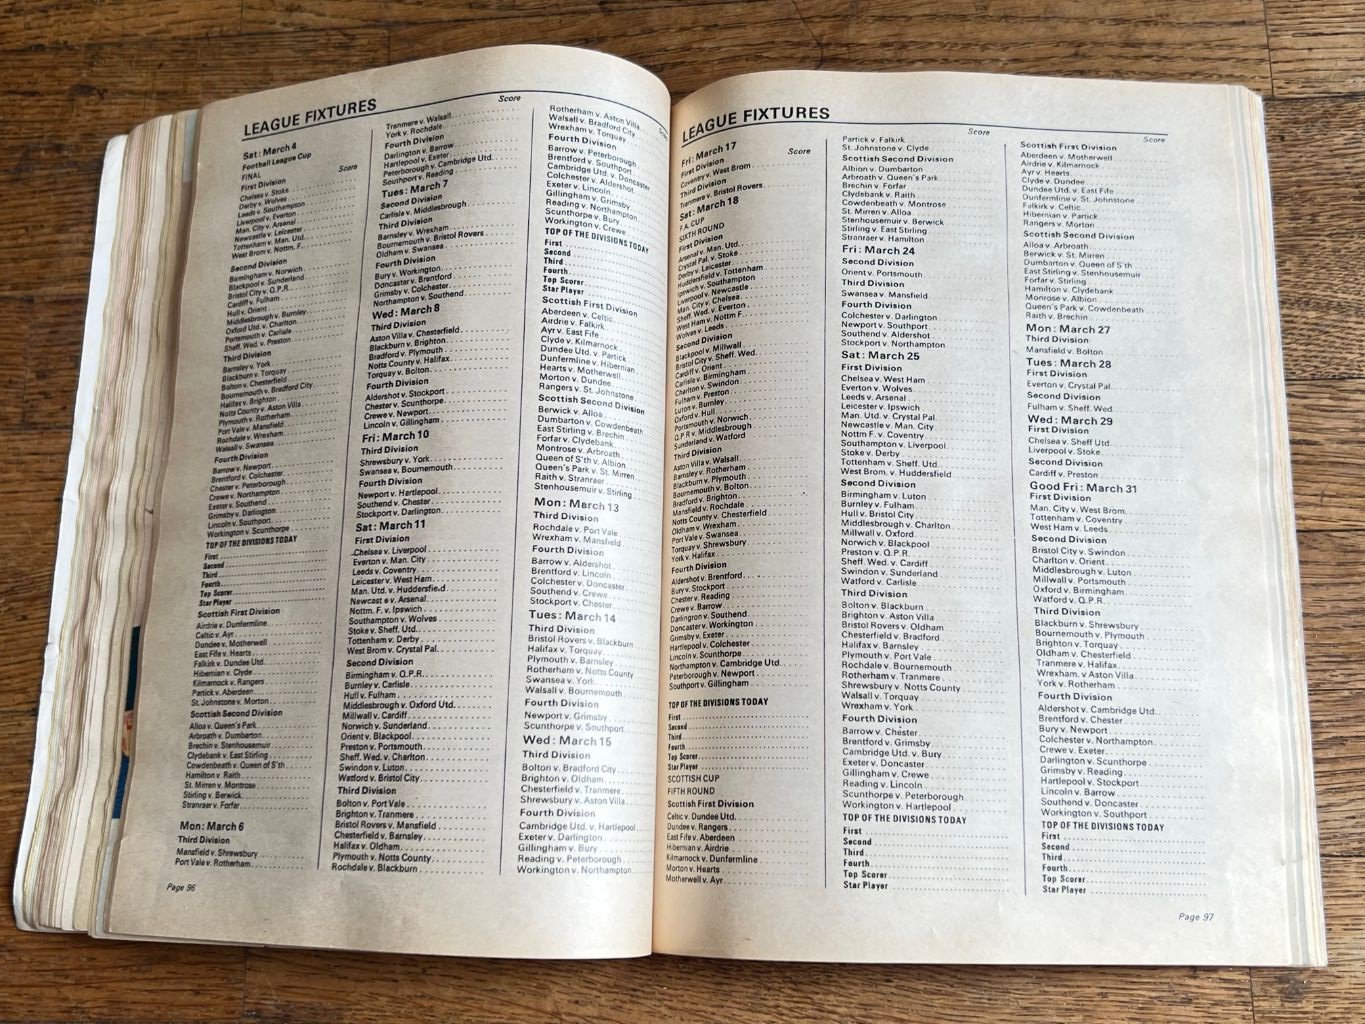 LEAGUE FIXTURES
Score
Sat: March 4
Football League Cup
FINAL
Score
First Division
Chelsea v. Stoke
Derby v. Wolves
Leeds v. Southampton
Liverpool v. Everton
Man. City v. Arsenal
Newcastle v. Leicester
Tottenham v. Man. Utd.
West Brom v. Nottm. F.
Second Division
Birmingham v. Norwich
Blackpool v. Sunderland
Bristol City v. Q.P.R.
Cardiff v. Fulham
Hull v. Orient
Middlesbrough v. Burnley
Oxford Utd. v. Charlton
Portsmouth v. Carlisle
Sheff. Wed. v. Preston
Third Division
Barnsley v. York
Blackburn v. Torquay
Bolton v. Chesterfield
Bournemouth v. Bradford City
Halifax v. Brighton
Notts County v. Aston Villa
Plymouth v. Rotherham
Port Vale v. Mansfield
Rochdale v. Wrexham
Walsall v. Swansea
Fourth Division
Barrow v. Newport
Brentford v. Colchester
Chester v. Peterborough
Crewe v. Northampton
Exeter v. Southend
Grimsby v. Darlington
Lincoln v. Southport
Workington v. Scunthorpe
TOP OF THE DIVISIONS TODAY
First
Second
Third
Fourth
Top Scorer
Star Player
Scottish First Division
Airdrie v. Dunfermline
Celtic v. Ayr
Dundee v. Motherwell
East Fife v. Hearts
Falkirk v. Dundee Utd.
Hibernian v. Clyde
Kilmarnock v. Rangers
Partick v. Aberdeen
St. Johnstone v. Morton
Scottish Second Division
Alloa v. Queen's Park
Arbroath v. Dumbarton
Brechin v. Stenhousemuir
Clydebank v. East Stirling
Cowdenbeath v. Queen of S'th
Hamilton v. Raith
St. Mirren v. Montrose
Stirling v. Berwick
Stranraer v. Forfar
Mon: March 6
Third Division
Mansfield v. Shrewsbury
Port Vale v. Rotherham
Page 96
Tranmere v. Walsall
York v. Rochdale
Fourth Division
Darlington v. Barrow
Hartlepool v. Exeter
Peterborough v. Cambridge Utd.
Southport v. Reading
Tues: March 7
Second Division
Carlisle v. Middlesbrough
Third Division
Barnsley v. Wrexham
Bournemouth v. Bristol Rovers
Oldham v. Swansea
Fourth Division
Bury v. Workington
Doncaster v. Brentford
Grimsby v. Colchester
Northampton v. Southend
Wed: March 8
Third Division
Aston Villa v. Chesterfield
Blackburn v. Brighton
Bradford v. Plymouth
Notts County v. Halifax
Torquay v. Bolton
Fourth Division
Aldershot v. Stockport
Chester v. Scunthorpe
Crewe v. Newport
Lincoln v. Gillingham
Fri: March 10
Third Division
Shrewsbury v. York
Swansea v. Bournemouth
Fourth Division
Newport v. Hartlepool
Southend v. Chester
Stockport v. Darlington
Sat: March 11
First Division
Chelsea v. Liverpool
Everton v. Man. City
Leeds v. Coventry
Leicester v. West Ham
Man. Utd. v. Huddersfield
Newcastle v. Arsenal
Nottm. F. v. Ipswich
Southampton v. Wolves
Stoke v. Sheff. Utd.
Tottenham v. Derby
West Brom v. Crystal Pal.
Second Division
Birmingham v. Q.P.R.
Burnley v. Carlisle
Hull v. Fulham
Middlesbrough v. Oxford Utd.
Millwall v. Cardiff
Norwich v. Sunderland
Orient v. Blackpool
Preston v. Portsmouth
Sheff. Wed. v. Charlton
Swindon v. Luton
Watford v. Bristol City
Third Division
Bolton v. Port Vale
Brighton v. Tranmere
Bristol Rovers v. Mansfield
Chesterfield v. Barnsley
Halifax v. Oldham
Plymouth v. Notts County
Rochdale v. Blackburn
Rotherham v. Aston Villa
Walsall v. Bradford City
Wrexham v. Torquay
Fourth Division
Barrow v. Peterborough
Brentford v. Southport
Cambridge Utd. v. Doncaster
Colchester v. Aldershot
Exeter v. Lincoln
Gillingham v. Grimsby
Reading v. Northampton
Scunthorpe v. Bury
Workington v. Crewe
TOP OF THE DIVISIONS TODAY
First
Second
Third
Fourth
Top Scorer
Star Player
Scottish First Division
Aberdeen v. Celtic
Airdrie v. Falkirk
Ayr v. East Fife
Clyde v. Kilmarnock
Dundee Utd. v. Partick
Dunfermline v. Hibernian
Hearts v. Motherwell
Morton v. Dundee
Rangers v. St. Johnstone
Scottish Second Division
Berwick v. Alloa
Dumbarton v. Cowdenbeath
East Stirling v. Brechin
Forfar v. Clydebank
Montrose v. Arbroath
Queen of S'th v. Albion
Queen's Park v. St. Mirren
Raith v. Stranraer
Stenhousemuir v. Stirling
Mon: March 13
Third Division
Rochdale v. Port Vale
Wrexham v. Mansfield
Fourth Division
Barrow v. Aldershot
Brentford v. Lincoln
Colchester v. Doncaster
Southend v. Crewe
Stockport v. Chester
Tues: March 14
Third Division
Bristol Rovers v. Blackburn
Halifax v. Torquay
Plymouth v. Barnsley
Rotherham v. Notts County
Swansea v. York
Walsall v. Bournemouth
Fourth Division
Newport v. Grimsby
Scunthorpe v. Southport
Wed: March 15
Third Division
Bolton v. Bradford City
Brighton v. Oldham
Chesterfield v. Tranmere
Shrewsbury v. Aston Villa
Fourth Division
Cambridge Utd. v. Hartlepool
Exeter v. Darlington
Gillingham v. Bury
Reading v. Peterborough
Workington v. Northampton
LEAGUE FIXTURES
Score
Fri: March 17
Score
First Division
Coventry v. West Brom
Third Division
Tranmere v. Bristol Rovers
Sat: March 18
F.A. CUP
SIXTH ROUND
First Division
Arsenal v. Man. Utd.
Crystal Pal. v. Stoke
Derby v. Leicester
Huddersfield v. Tottenham
Ipswich v. Southampton
Liverpool v. Newcastle
Man. City v. Chelsea
Sheff. Wed. v. Everton
West Ham v. Nottm F.
Wolves v. Leeds
Second Division
Blackpool v. Millwall
Bristol City v. Sheff. Wed.
Cardiff v. Orient
Carlisle v. Birmingham
Charlton v. Swindon
Fulham v. Preston
Luton v. Burnley
Oxford v. Hull
Portsmouth v. Norwich
Q.P.R v. Middlesbrough
Sunderland v. Watford
Third Division
Aston Villa v. Walsall
Barnsley v. Rotherham
Blackburn v. Plymouth
Bournemouth v. Bolton
Bradford v. Brighton
Mansfield v. Rochdale
Notts County v. Chesterfield
Oldham v. Wrexham
Port Vale v. Swansea
Torquay v. Shrewsbury
York v. Halifax
Fourth Division
Aldershot v. Brentford
Bury v. Stockport
Chester v. Reading
Crewe v. Barrow
Darlington v. Southend
Doncaster v. Workington
Grimsby v. Exeter
Hartlepool v. Colchester
Lincoln v. Scunthorpe
Northampton v. Cambridge Utd
Peterborough v. Newport
Southport v. Gillingham
TOP OF THE DIVISIONS TODAY
First
Second
Third
Fourth
Top Scorer
Star Player
SCOTTISH CUP
FIFTH ROUND
Scottish First Division
Celtic v. Dundee Utd
Dundee v. Rangers
East Fife v. Aberdeen
Hibernian v. Airdrie
Kilmarnock v. Dunfermline
Morton v. Hearts
Motherwell v. Ayr
Partick v. Falkirk
St. Johnstone v. Clyde
Scottish Second Division
Albion v. Dumbarton
Arbroath v. Queen's Park
Brechin v. Forfar
Clydebank v. Raith
Cowdenbeath v. Montrose
St. Mirren v. Alloa
Stenhousemuir v. Berwick
Stirling v. East Stirling
Stranraer v. Hamilton
Fri: March 24
Second Division
Orient v. Portsmouth
Third Division
Swansea v. Mansfield
Fourth Division
Colchester v. Darlington
Newport v. Southport
Southend v. Aldershot
Stockport v. Northampton
Sat: March 25
First Division
Chelsea v. West Ham
Everton v. Wolves
Leeds v. Arsenal
Leicester v. Ipswich
Man. Utd. v. Crystal Pal.
Newcastle v. Man. City
Nottm F. v. Coventry
Southampton v. Liverpool
Stoke v. Derby
Tottenham v. Sheff. Utd.
West Brom. v. Huddersfield
Second Division
Birmingham v. Luton
Burnley v. Fulham
Hull v. Bristol City
Middlesbrough v. Charlton
Millwall v. Oxford
Norwich v. Blackpool
Preston v. Q.P.R.
Sheff. Wed. v. Cardiff
Swindon v. Sunderland
Watford v. Carlisle
Third Division
Bolton v. Blackburn
Brighton v. Aston Villa
Bristol Rovers v. Oldham
Chesterfield v. Bradford
Halifax v. Barnsley
Plymouth v. Port Vale
Rochdale v. Bournemouth
Rotherham v. Tranmere
Shrewsbury v. Notts County
Walsall v. Torquay
Wrexham v. York
Fourth Division
Barrow v. Chester
Brentford v. Grimsby
Cambridge Utd. v. Bury
Exeter v. Doncaster
Gillingham v. Crewe
Reading v. Lincoln
Scunthorpe v. Peterborough
Workington v. Hartlepool
TOP OF THE DIVISIONS TODAY
First
Second
Third
Fourth
Top Scorer
Star Player
Scottish First Division
Aberdeen v. Motherwell
Airdrie v. Kilmarnock
Ayr v. Hearts
Clyde v. Dundee
Dundee Utd v. East Fife
Dunfermline v. St. Johnstone
Falkirk v. Celtic
Hibernian v. Partick
Rangers v. Morton
Scottish Second Division
Alloa v. Arbroath
Berwick v. St. Mirren
Dumbarton v. Queen of S'th
East Stirling v. Stenhousemuir
Forfar v. Stirling
Hamilton v. Clydebank
Monrose v. Albion
Queen's Park v. Cowdenbeath
Raith v. Brechin
Mon: March 27
Third Division
Mansfield v. Bolton
Tues: March 28
First Division
Everton v. Crystal Pal.
Second Division
Fulham v. Sheff. Wed.
Wed: March 29
First Division
Chelsea v. Sheff Utd.
Liverpool v. Stoke
Second Division
Cardiff v. Preston
Good Fri: March 31
First Division
Man. City v. West Brom.
Tottenham v. Coventry
West Ham v. Leeds
Second Division
Bristol City v. Swindon
Charlton v. Orient
Middlesbrough v. Luton
Millwall v. Portsmouth
Oxford v. Birmingham
Watford v. Q.P.R.
Third Division
Blackburn v. Shrewsbury
Bournemouth v. Plymouth
Brighton v. Torquay
Oldham v. Chesterfield
Tranmere v. Halifax
Wrexham v. Aston Villa
York v. Rotherham
Fourth Division
Aldershot v. Cambridge Utd.
Brentford v. Chester
Bury v. Newport
Colchester v. Northampton
Crewe v. Exeter
Darlington v. Scunthorpe
Grimsby v. Reading
Hartlepool v. Stockport
Lincoln v. Barrow
Southend v. Doncaster
Workington v. Southport
TOP OF THE DIVISIONS TODAY
First
Second
Third
Fourth
Top Scorer
Star Player
Page 97